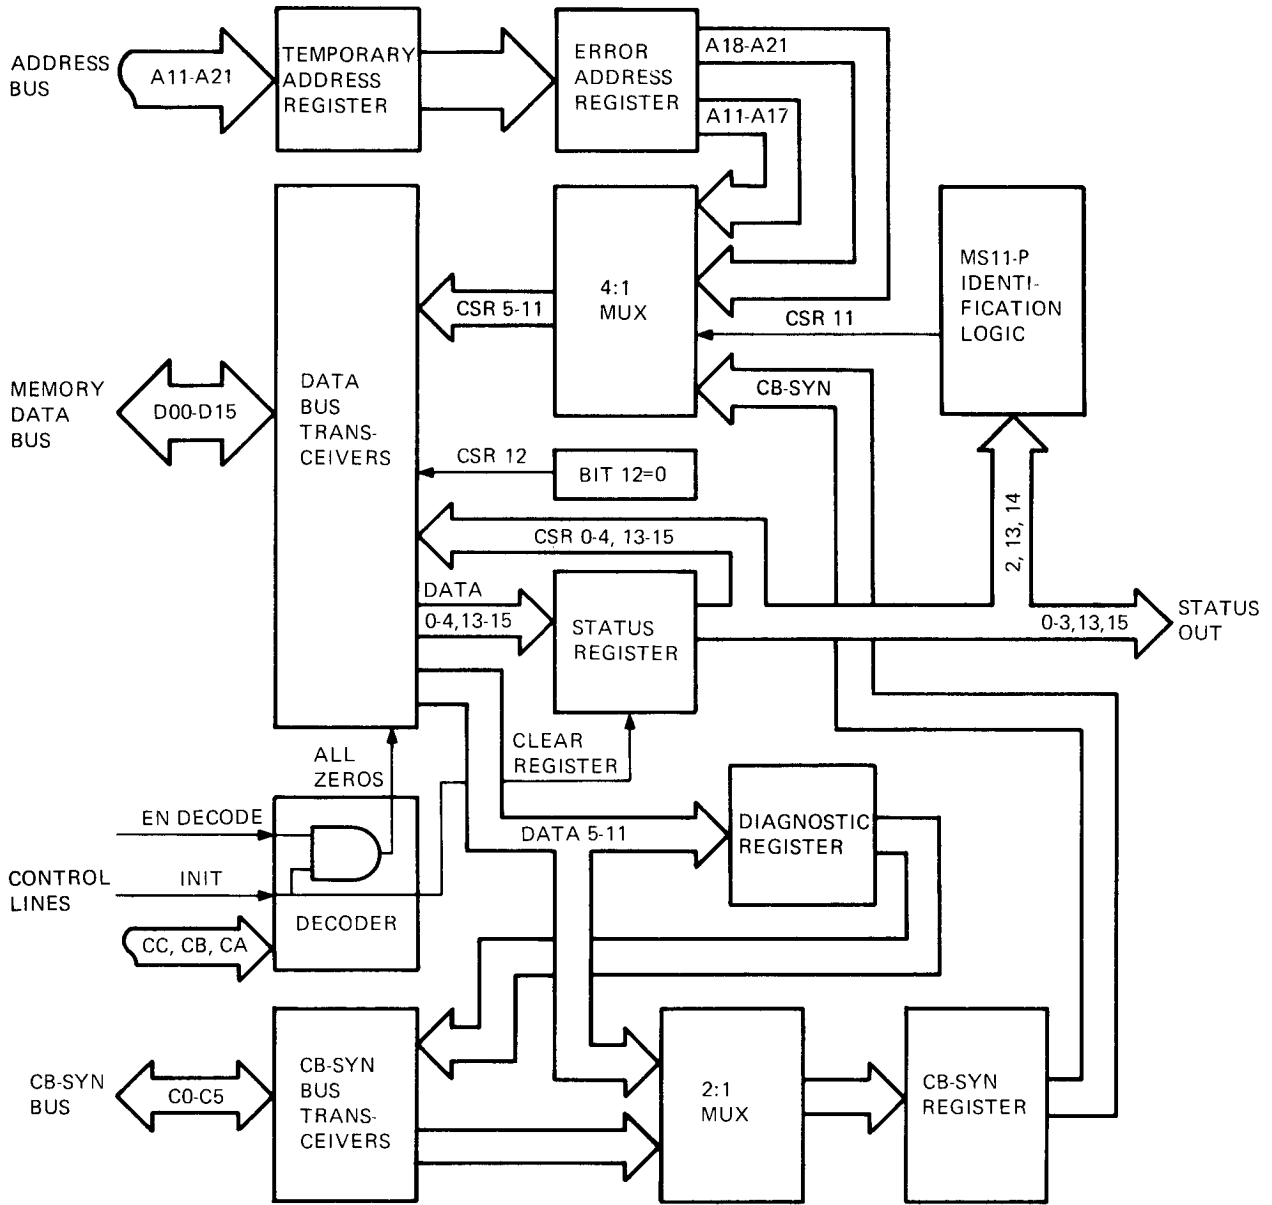 ADDRESS
BUS
A11-A21
TEMPORARY
ADDRESS
REGISTER
ERROR
ADDRESS
REGISTER
A18-A21
A11-A17
4:1
MUX
MS11-P
IDENTI-
FICATION
LOGIC
CSR 5-11
CSR 11
CB-SYN
MEMORY
DATA
BUS
D00-D15
DATA
BUS
TRANS-
CEIVERS
CSR 12
BIT 12=0
CSR 0-4, 13-15
2, 13, 14
DATA
0-4,13-15
STATUS
REGISTER
0-3,13,15
STATUS
OUT
ALL
ZEROS
CLEAR
REGISTER
EN DECODE
CONTROL
LINES
INIT
DECODER
CC, CB, CA
DATA 5-11
DIAGNOSTIC
REGISTER
CB-SYN
BUS
C0-C5
CB-SYN
BUS
TRANS-
CEIVERS
2:1
MUX
CB-SYN
REGISTER